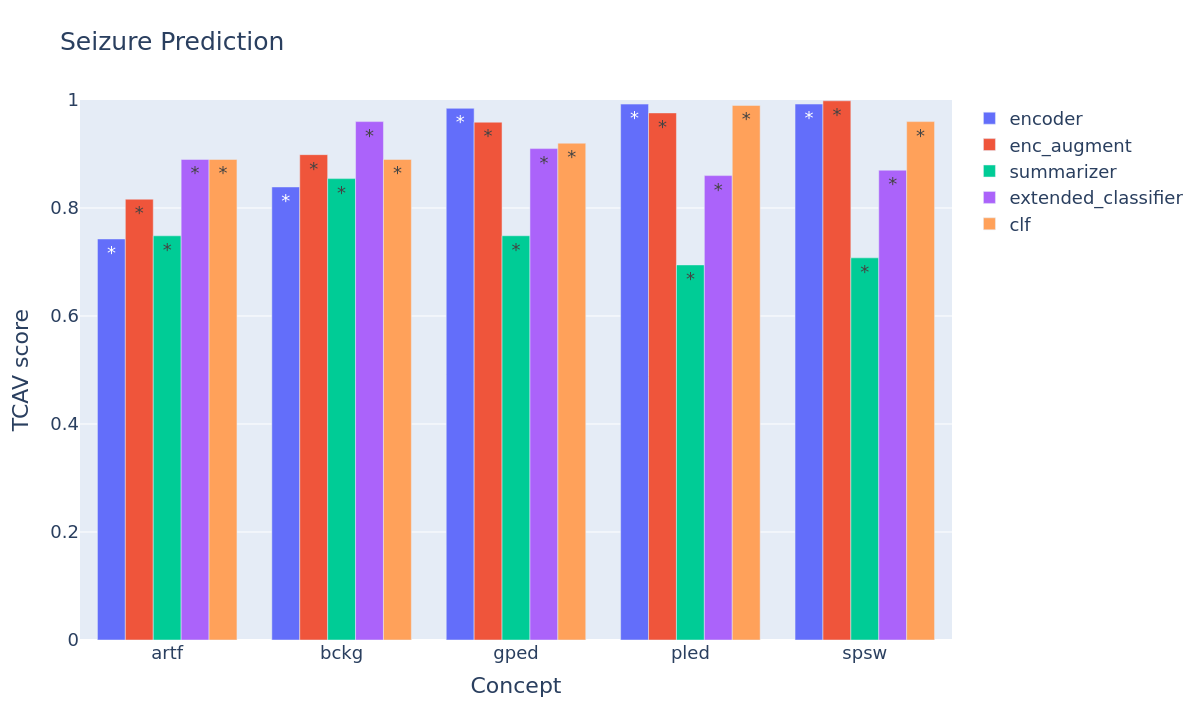 Seizure Prediction
1
0.8
0.6
0.4
0.2
0
TCAV score
* * * * *
* * * * *
* * * * *
* * * * *
* * * * *
artf bckg gped pled spsw
Concept
encoder
enc_augment
summarizer
extended_classifier
clf